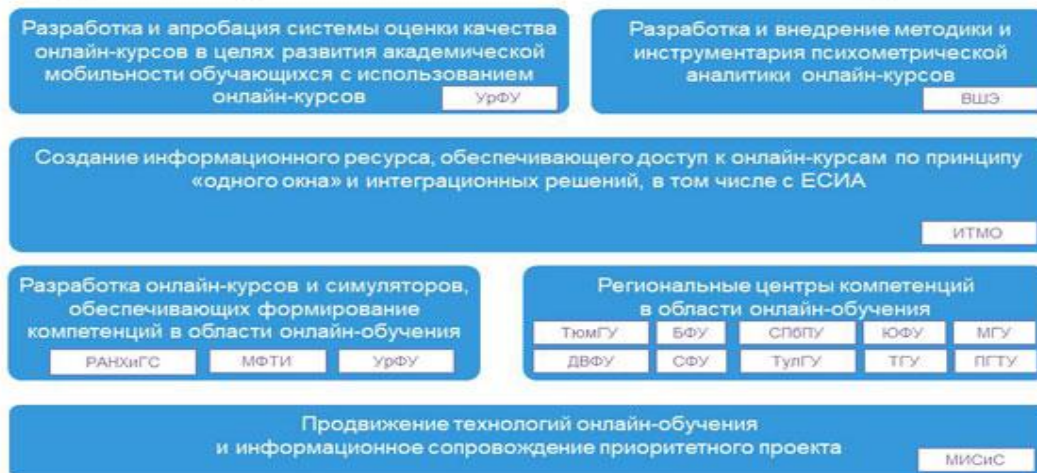 Разработка и апробация системы оценки качества
онлайн-курсов в целях развития академической
мобильности обучающихся с использованием
онлайн-курсов
УрФУ
Разработка и внедрение методики и
инструментария психометрической
аналитики онлайн-курсов
ВШЭ
Создание информационного ресурса, обеспечивающего доступ к онлайн-курсам по принципу
«одного окна» и интеграционных решений, в том числе с ЕСИА
ИТМО
Разработка онлайн-курсов и симуляторов,
обеспечивающих формирование
компетенций в области онлайн-обучения
РАНХиГС МФТИ УрФУ
Региональные центры компетенций
в области онлайн-обучения
ТюмГУ БФУ СПбПУ ЮФУ МГУ
ДВФУ СФУ ТулГУ ТГУ ПГТУ
Продвижение технологий онлайн-обучения
и информационное сопровождение приоритетного проекта
МИСиС